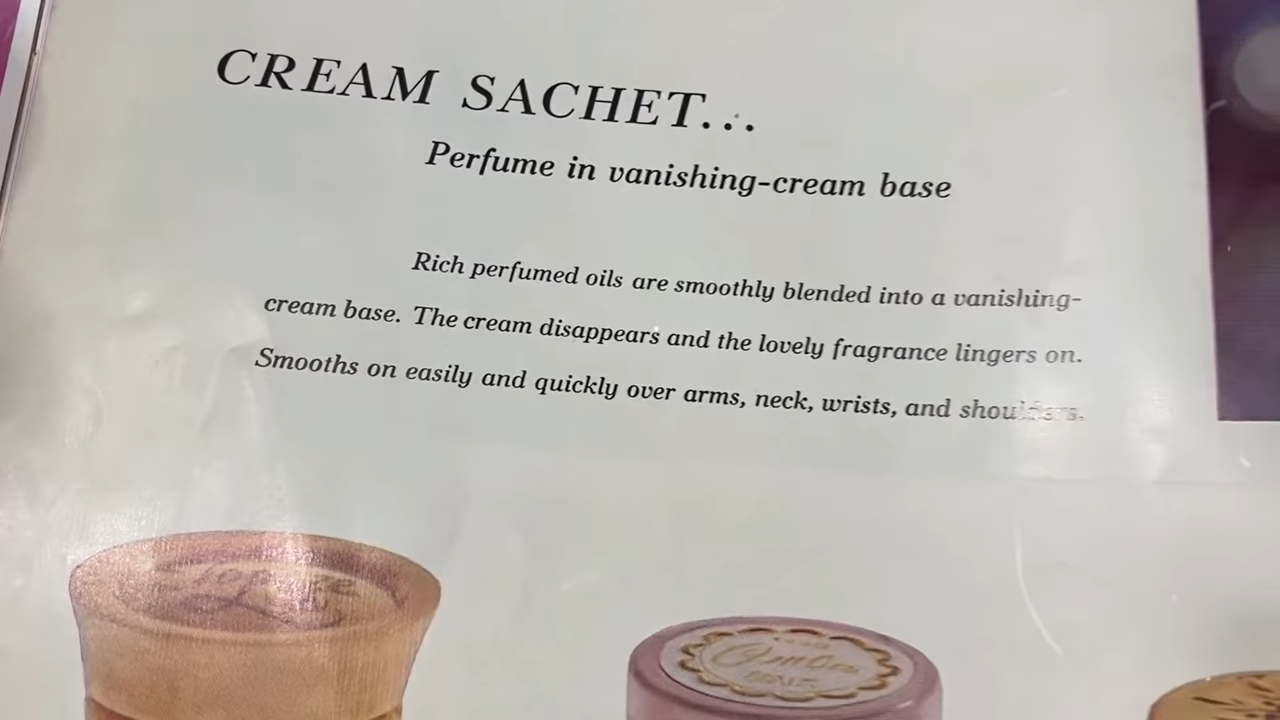 CREAM SACHET...
Perfume in vanishing-cream base
Rich perfumed oils are smoothly blended into a vanishing-
cream base. The cream disappears and the lovely fragrance lingers on.
Smooths on easily and quickly over arms, neck, wrists, and shoulders.